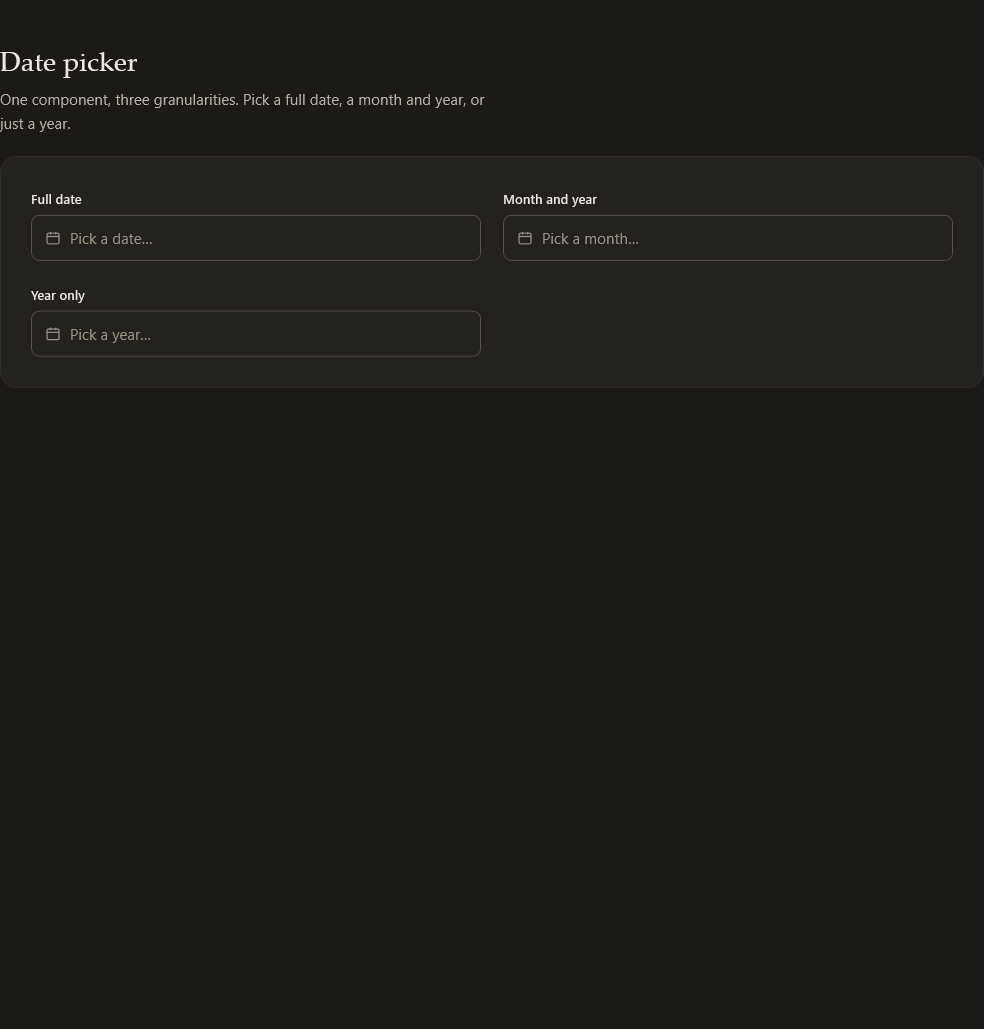 Date picker
One component, three granularities. Pick a full date, a month and year, or
just a year.
Full date
Pick a date...
Month and year
Pick a month...
Year only
Pick a year...